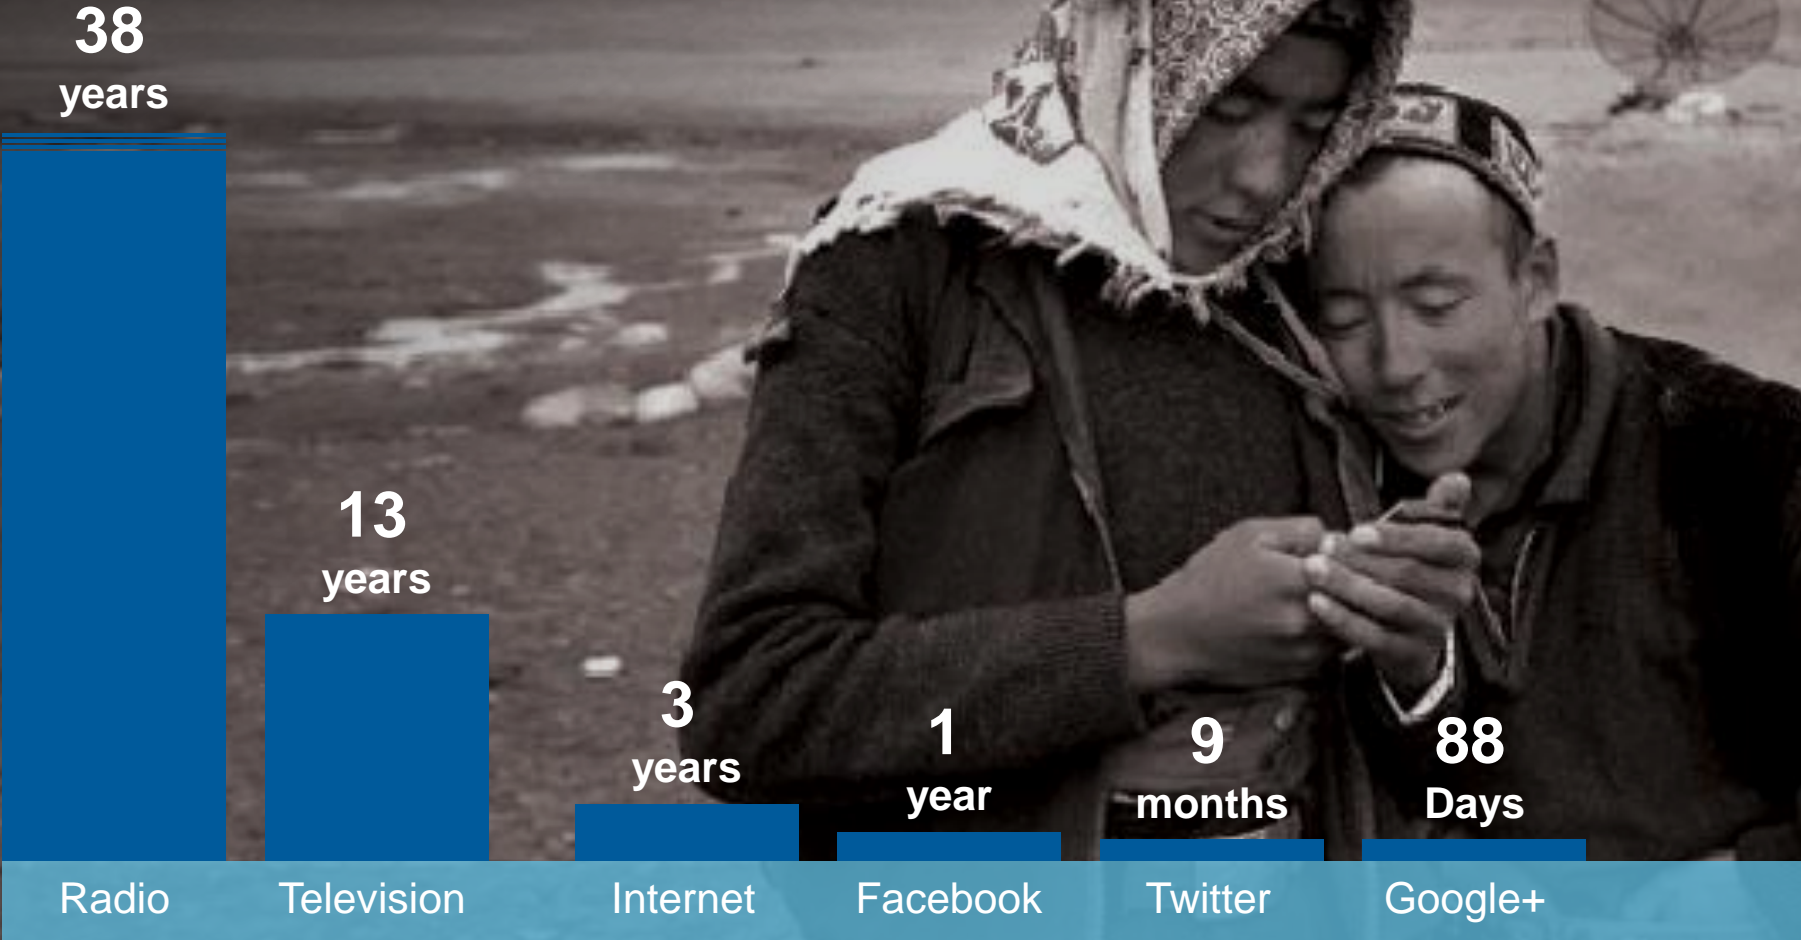 38
years
13
years
3
years
1
year
9
months
88
Days
Radio
Television
Internet
Facebook
Twitter
Google+